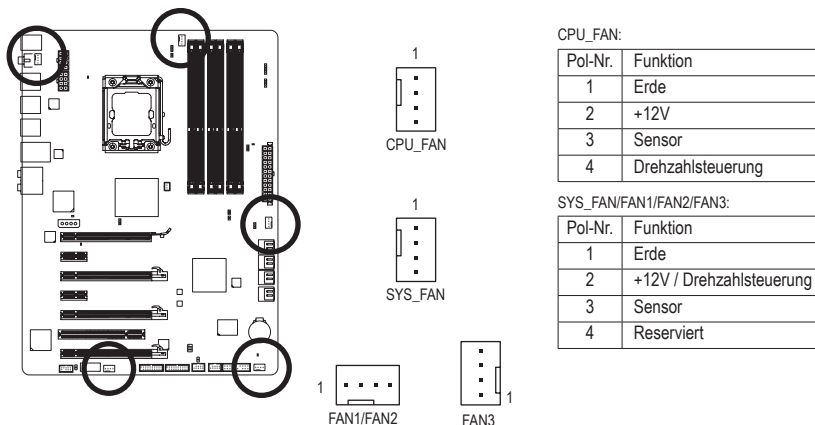 1
CPU_FAN
1
SYS_FAN
1
FAN1/FAN2
1
FAN3
CPU_FAN:
Pol-Nr. Funktion
1 Erde
2 +12V
3 Sensor
4 Drehzahlsteuerung
SYS_FAN/FAN1/FAN2/FAN3:
Pol-Nr. Funktion
1 Erde
2 +12V / Drehzahlsteuerung
3 Sensor
4 Reserviert